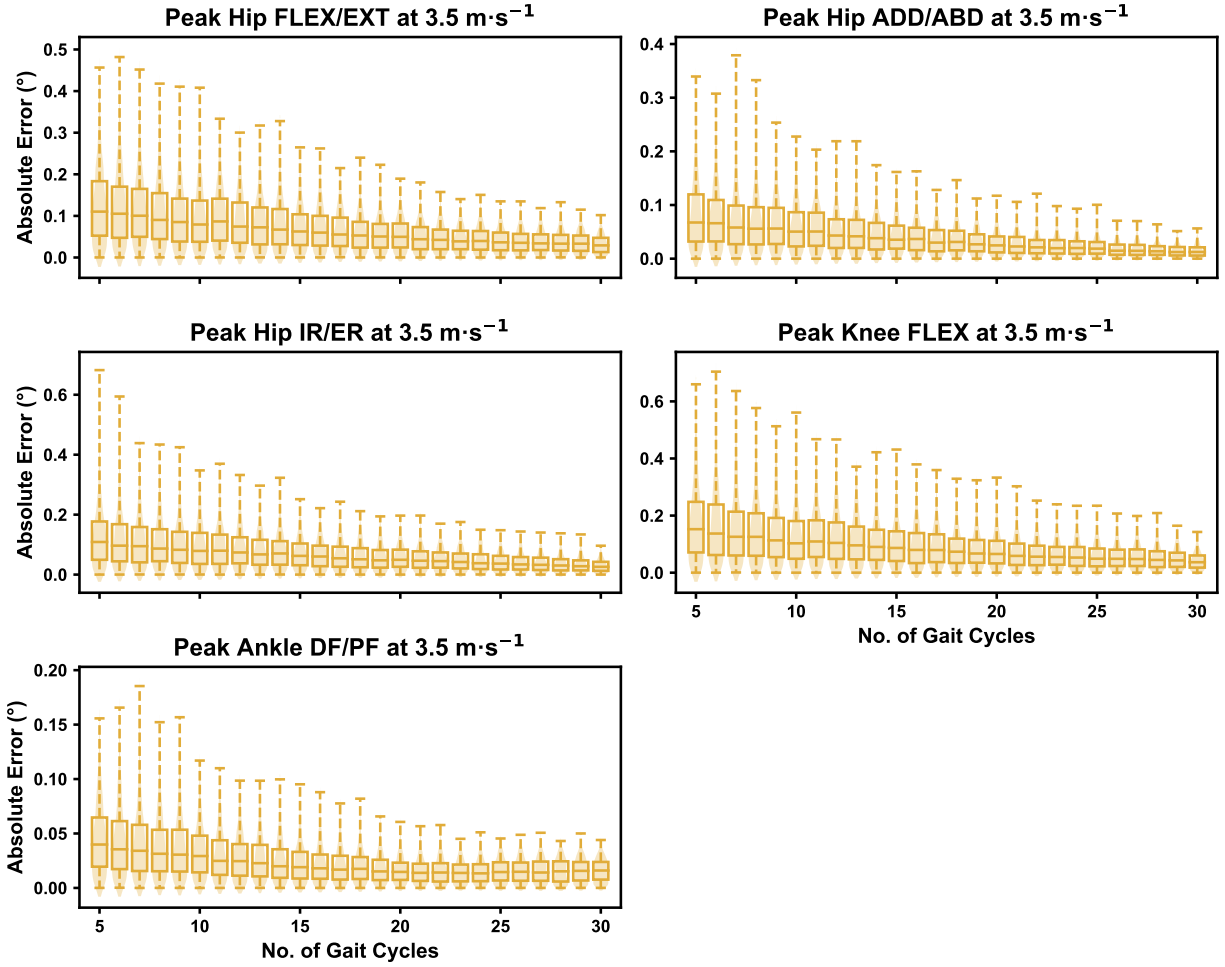 Peak Hip FLEX/EXT at 3.5 m·s⁻¹
Absolute Error (°)
0.5
0.4
0.3
0.2
0.1
0.0
Peak Hip ADD/ABD at 3.5 m·s⁻¹
0.4
0.3
0.2
0.1
0.0
Peak Hip IR/ER at 3.5 m·s⁻¹
Absolute Error (°)
0.6
0.4
0.2
0.0
Peak Knee FLEX at 3.5 m·s⁻¹
0.6
0.4
0.2
0.0
5 10 15 20 25 30
No. of Gait Cycles
Peak Ankle DF/PF at 3.5 m·s⁻¹
Absolute Error (°)
0.20
0.15
0.10
0.05
0.00
5 10 15 20 25 30
No. of Gait Cycles